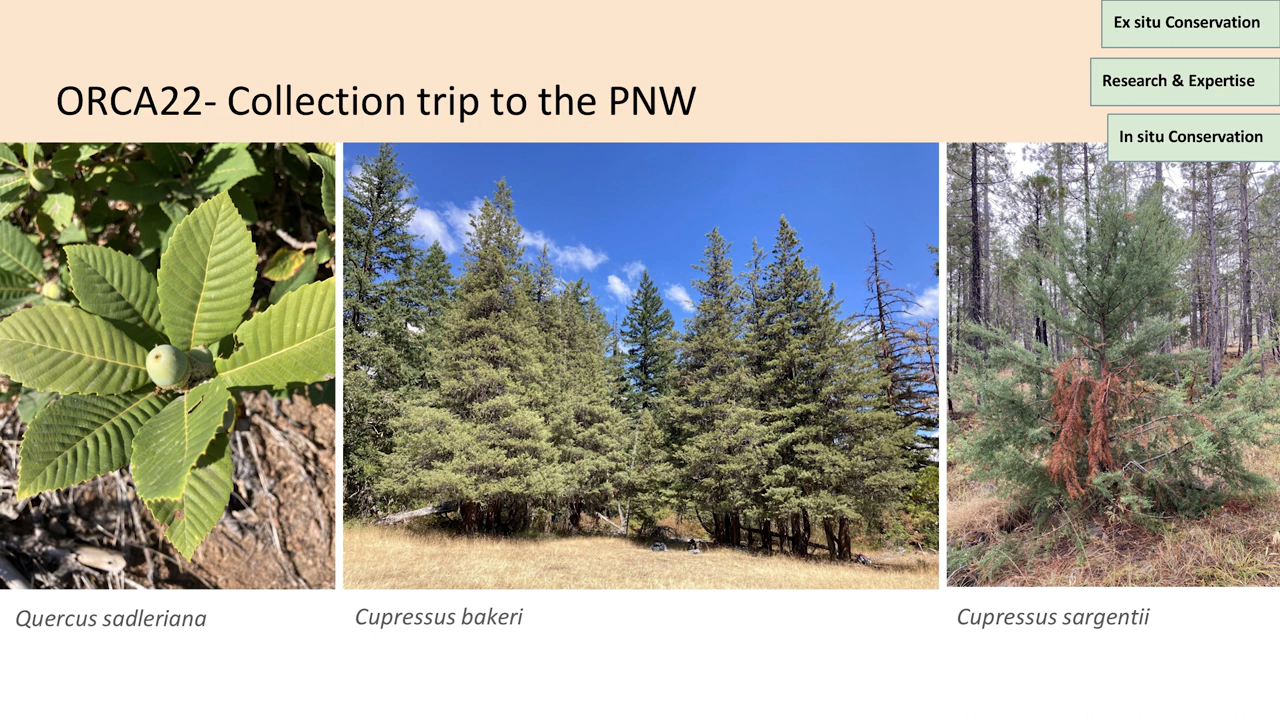 Ex situ Conservation
Research & Expertise
In situ Conservation
ORCA22- Collection trip to the PNW
Quercus sadleriana
Cupressus bakeri
Cupressus sargentii